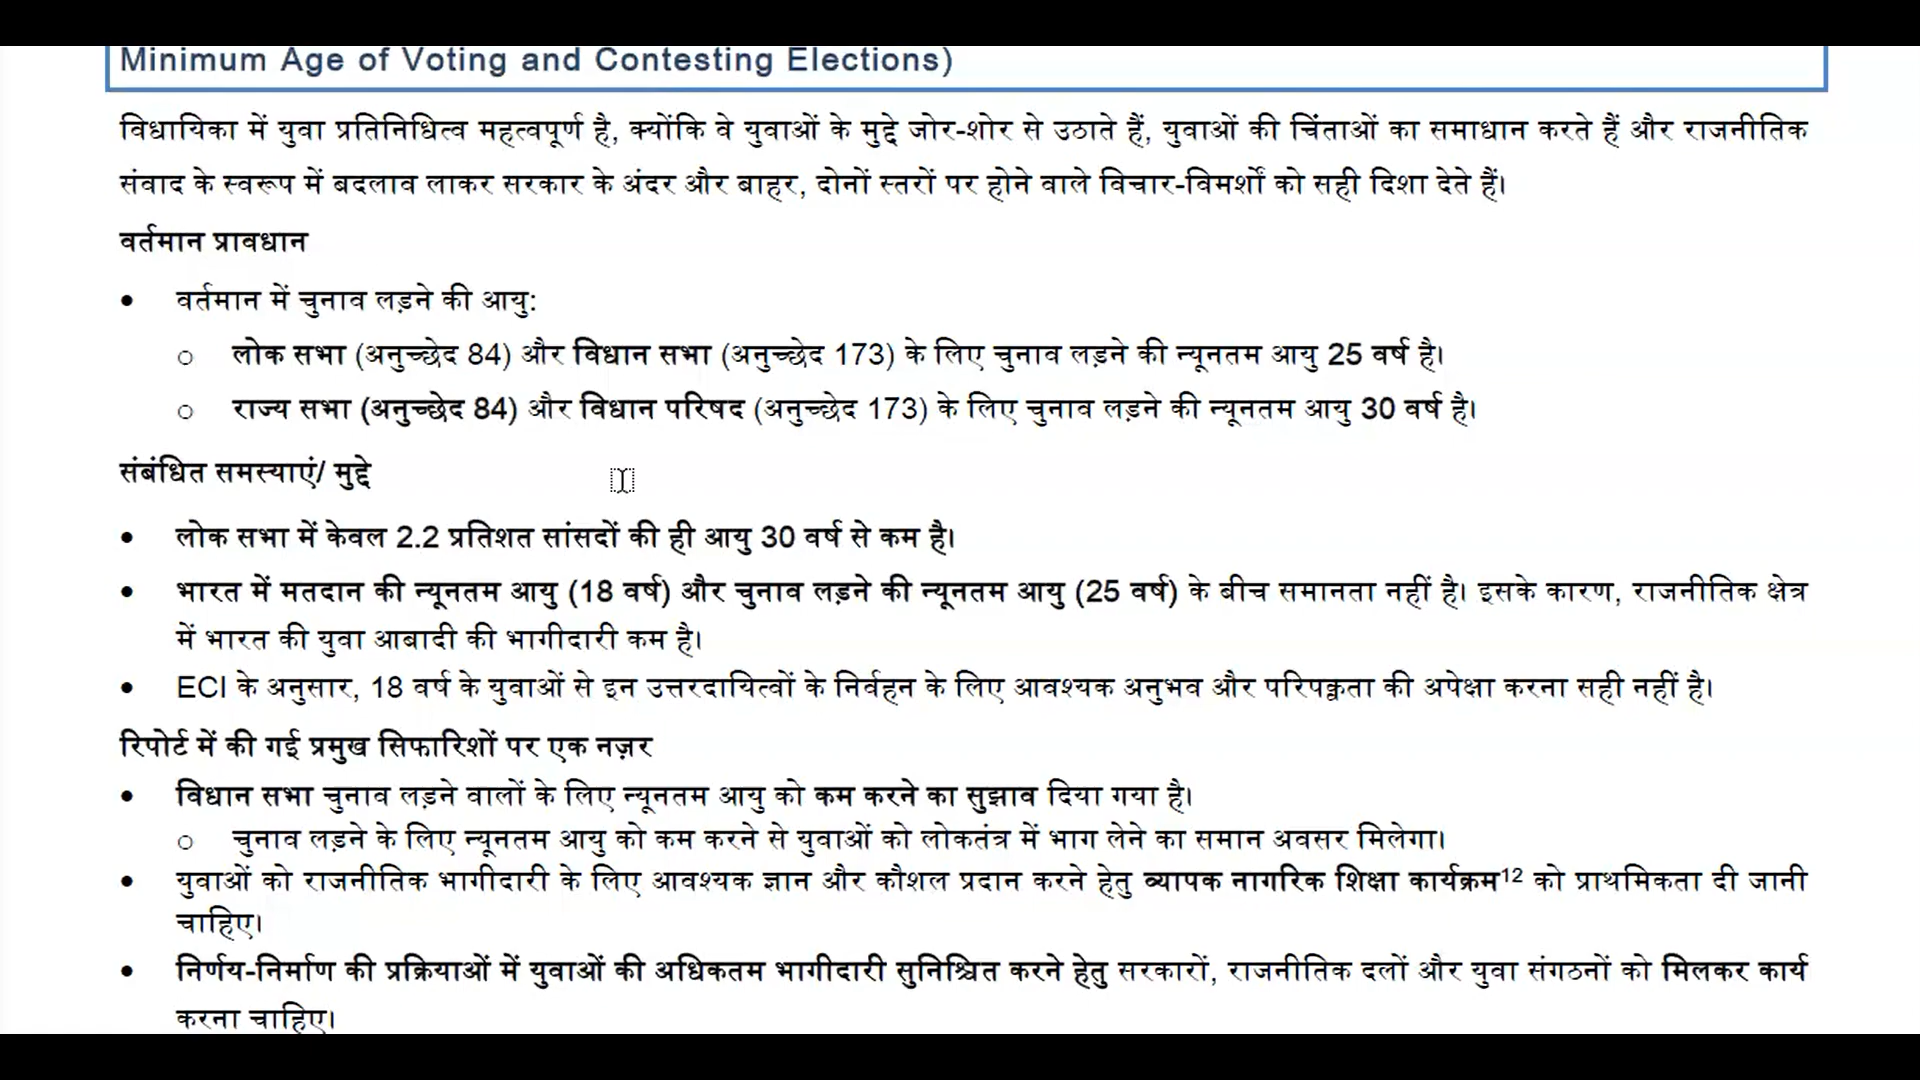 Minimum Age of Voting and Contesting Elections)
विधायिका में युवा प्रतिनिधित्व महत्वपूर्ण है, क्योंकि वे युवाओं के मुद्दे जोर-शोर से उठाते हैं, युवाओं की चिंताओं का समाधान करते हैं और राजनीतिक
संवाद के स्वरूप में बदलाव लाकर सरकार के अंदर और बाहर, दोनों स्तरों पर होने वाले विचार-विमर्शों को सही दिशा देते हैं।
वर्तमान प्रावधान
• वर्तमान में चुनाव लड़ने की आयु:
○ लोक सभा (अनुच्छेद 84) और विधान सभा (अनुच्छेद 173) के लिए चुनाव लड़ने की न्यूनतम आयु 25 वर्ष है।
○ राज्य सभा (अनुच्छेद 84) और विधान परिषद (अनुच्छेद 173) के लिए चुनाव लड़ने की न्यूनतम आयु 30 वर्ष है।
संबंधित समस्याएं/ मुद्दे
• लोक सभा में केवल 2.2 प्रतिशत सांसदों की ही आयु 30 वर्ष से कम है।
• भारत में मतदान की न्यूनतम आयु (18 वर्ष) और चुनाव लड़ने की न्यूनतम आयु (25 वर्ष) के बीच समानता नहीं है। इसके कारण, राजनीतिक क्षेत्र
में भारत की युवा आबादी की भागीदारी कम है।
• ECI के अनुसार, 18 वर्ष के युवाओं से इन उत्तरदायित्वों के निर्वहन के लिए आवश्यक अनुभव और परिपक्वता की अपेक्षा करना सही नहीं है।
रिपोर्ट में की गई प्रमुख सिफारिशों पर एक नज़र
• विधान सभा चुनाव लड़ने वालों के लिए न्यूनतम आयु को कम करने का सुझाव दिया गया है।
○ चुनाव लड़ने के लिए न्यूनतम आयु को कम करने से युवाओं को लोकतंत्र में भाग लेने का समान अवसर मिलेगा।
• युवाओं को राजनीतिक भागीदारी के लिए आवश्यक ज्ञान और कौशल प्रदान करने हेतु व्यापक नागरिक शिक्षा कार्यक्रम¹² को प्राथमिकता दी जानी
चाहिए।
• निर्णय-निर्माण की प्रक्रियाओं में युवाओं की अधिकतम भागीदारी सुनिश्चित करने हेतु सरकारों, राजनीतिक दलों और युवा संगठनों को मिलकर कार्य
करना चाहिए।